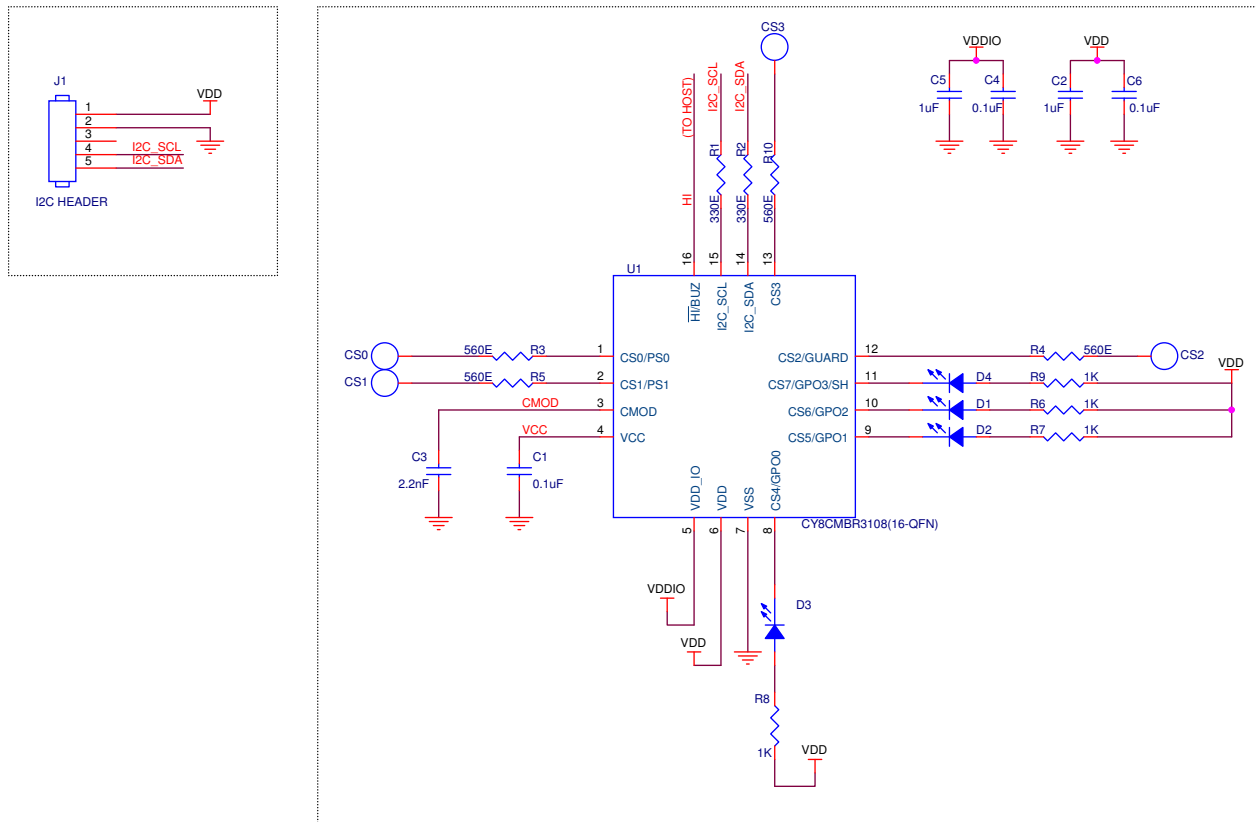 J1
VDD
1
2
3
4
5
I2C_SCL
I2C_SDA
I2C HEADER
CS3
(TO HOST)
I2C_SCL
I2C_SDA
HI
R1
330E
R2
330E
R10
560E
VDDIO
C5
1uF
C4
0.1uF
VDD
C2
1uF
C6
0.1uF
U1
16
15
14
13
HI/BUZ
I2C_SCL
I2C_SDA
CS3
CS0
560E
R3
1
CS0/PS0
CS1
560E
R5
2
CS1/PS1
CMOD
3
CMOD
VCC
4
VCC
C3
2.2nF
C1
0.1uF
CS2/GUARD
12
R4
560E
CS2
CS7/GPO3/SH
11
D4
R9
1K
VDD
CS6/GPO2
10
D1
R6
1K
CS5/GPO1
9
D2
R7
1K
VDD_IO
VDD
VSS
CS4/GPO0
5
6
7
8
CY8CMBR3108(16-QFN)
VDDIO
VDD
D3
R8
1K
VDD